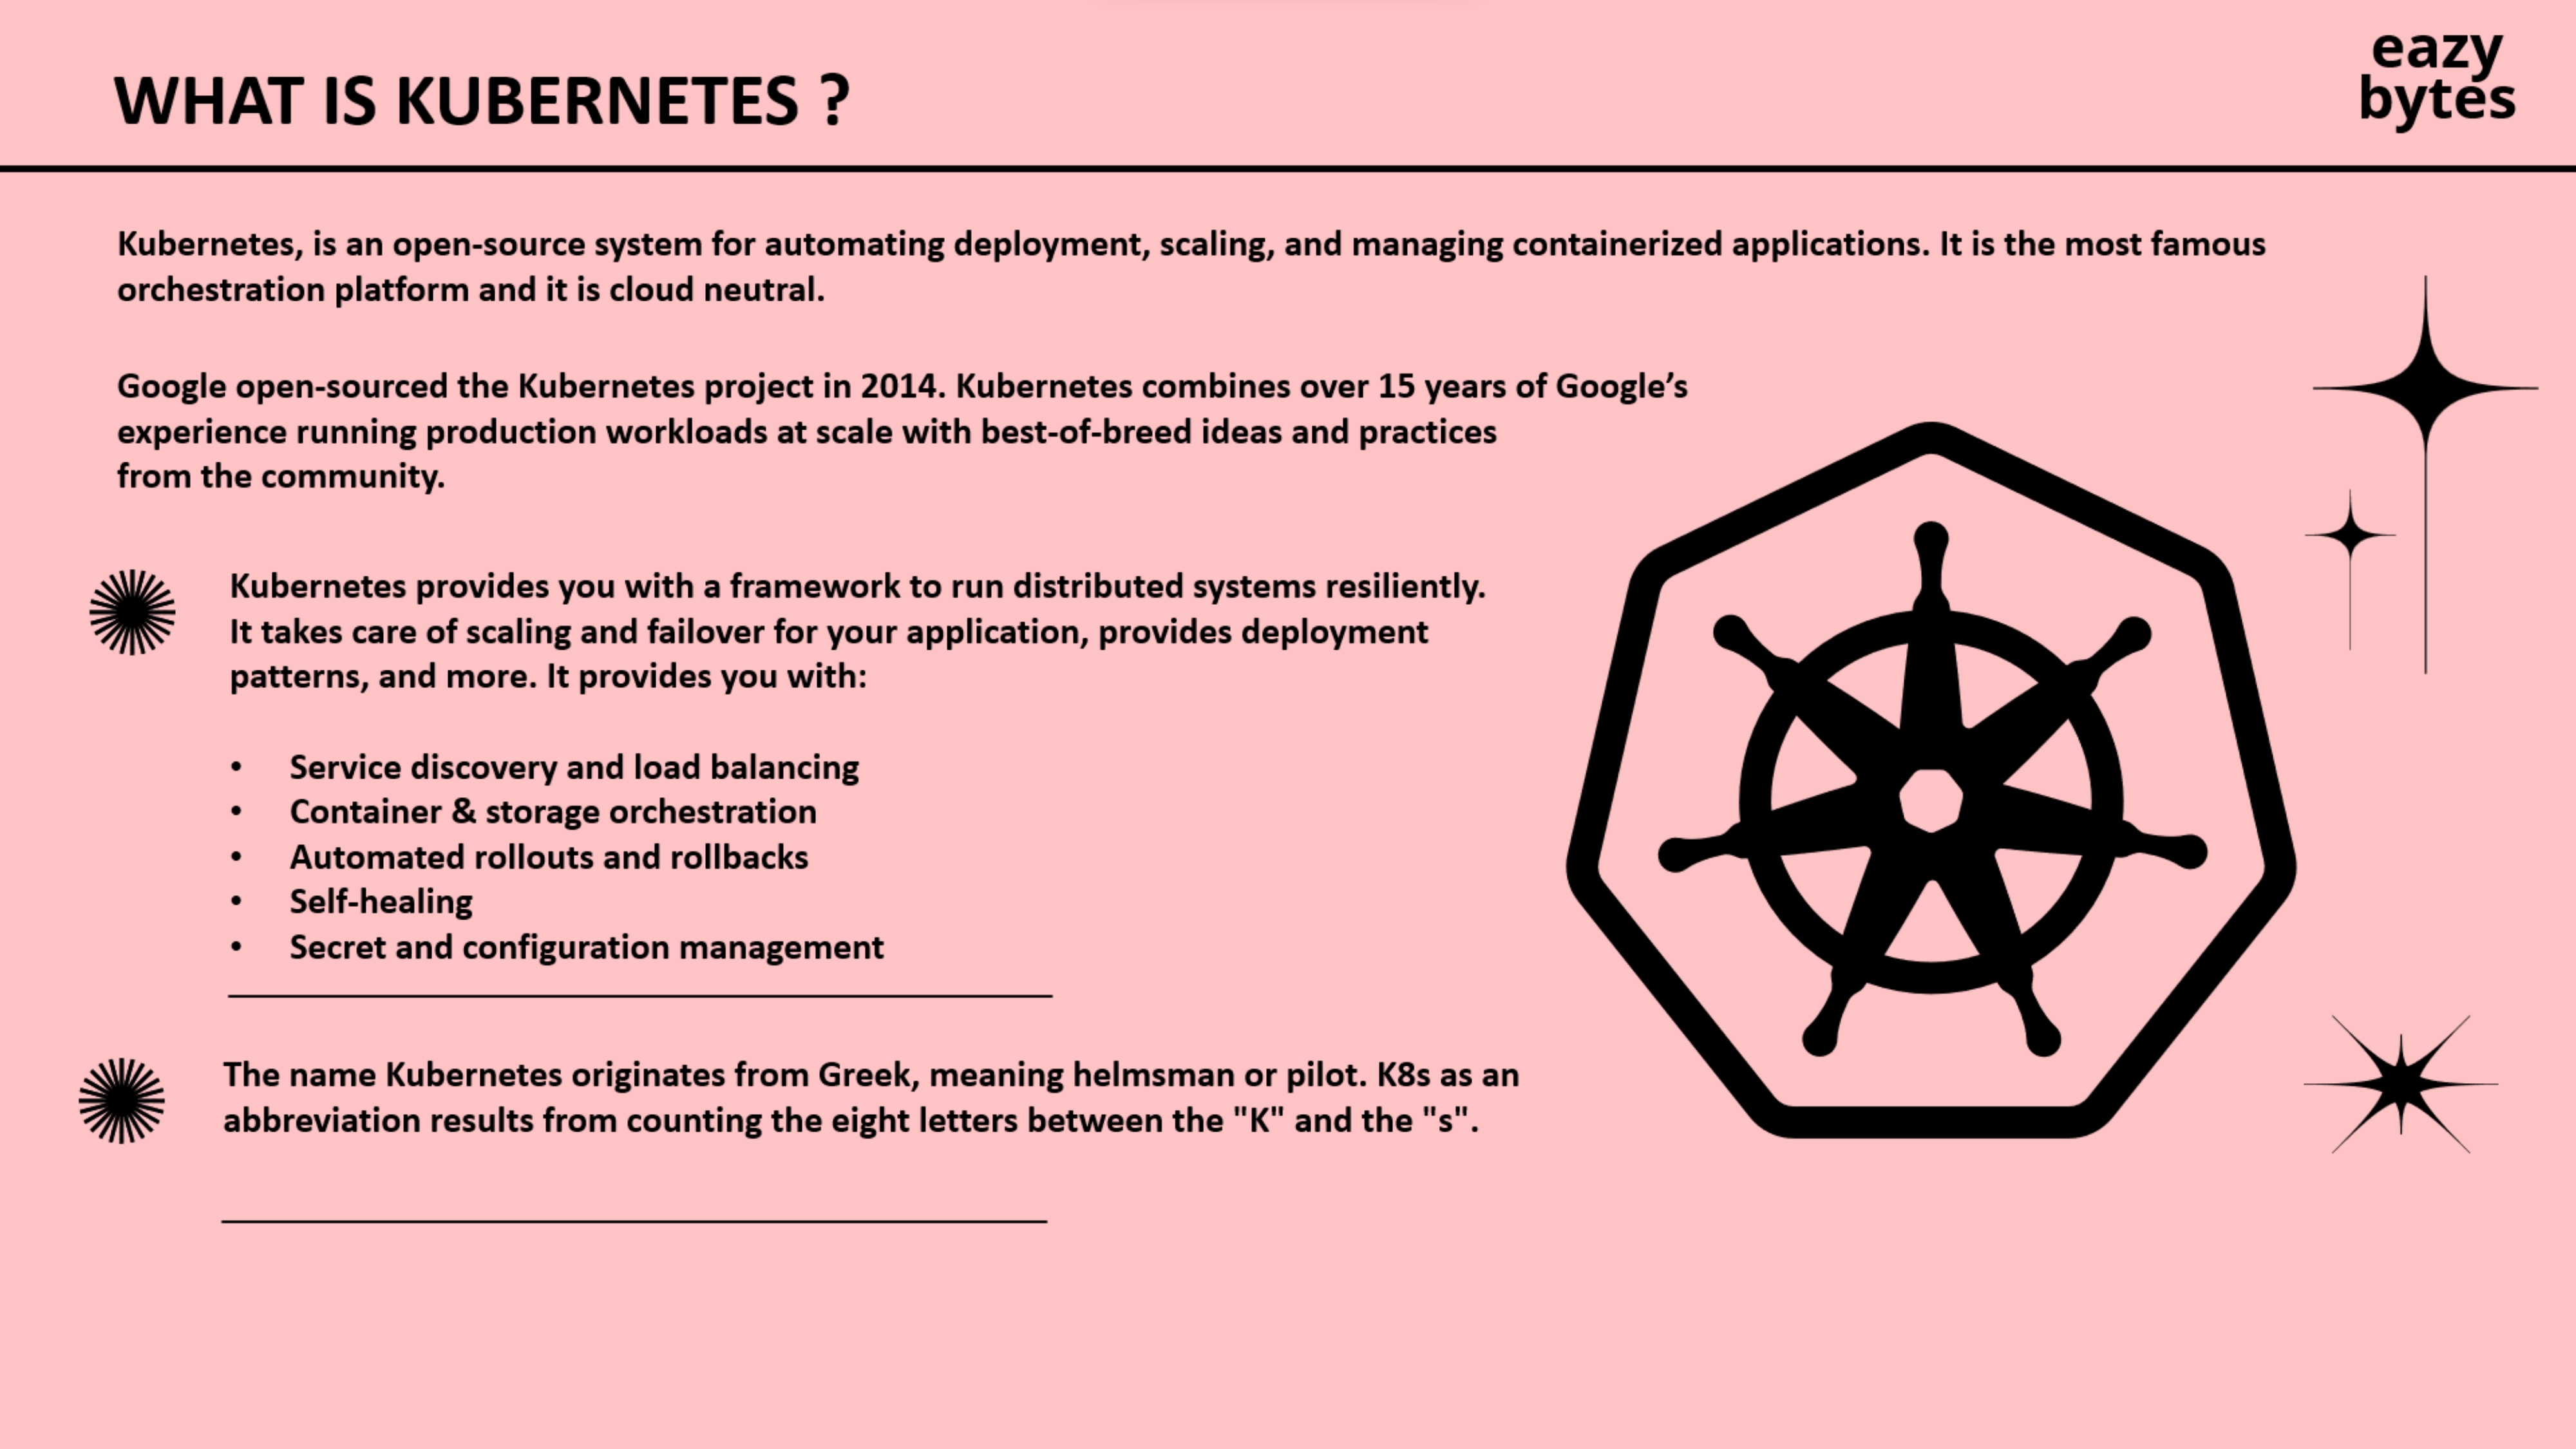 WHAT IS KUBERNETES ?
eazy
bytes
Kubernetes, is an open-source system for automating deployment, scaling, and managing containerized applications. It is the most famous
orchestration platform and it is cloud neutral.
Google open-sourced the Kubernetes project in 2014. Kubernetes combines over 15 years of Google’s
experience running production workloads at scale with best-of-breed ideas and practices
from the community.
Kubernetes provides you with a framework to run distributed systems resiliently.
It takes care of scaling and failover for your application, provides deployment
patterns, and more. It provides you with:
• Service discovery and load balancing
• Container & storage orchestration
• Automated rollouts and rollbacks
• Self-healing
• Secret and configuration management
The name Kubernetes originates from Greek, meaning helmsman or pilot. K8s as an
abbreviation results from counting the eight letters between the "K" and the "s".